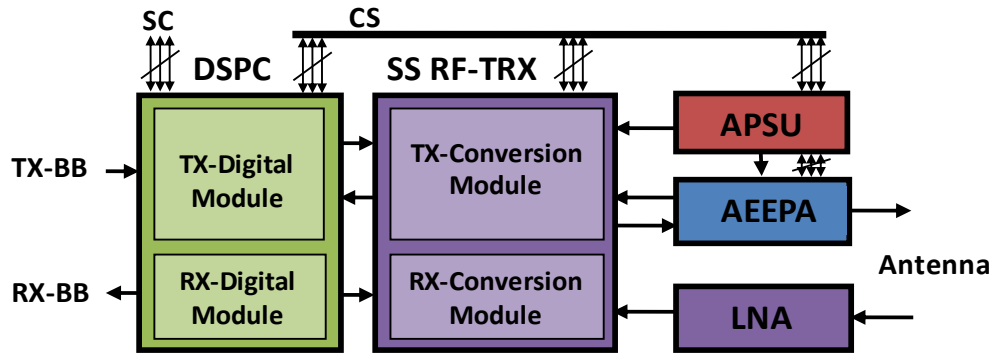 SC
CS
DSPC
SS RF-TRX
APSU
TX-BB
TX-Digital
Module
TX-Conversion
Module
AEEPA
Antenna
RX-BB
RX-Digital
Module
RX-Conversion
Module
LNA